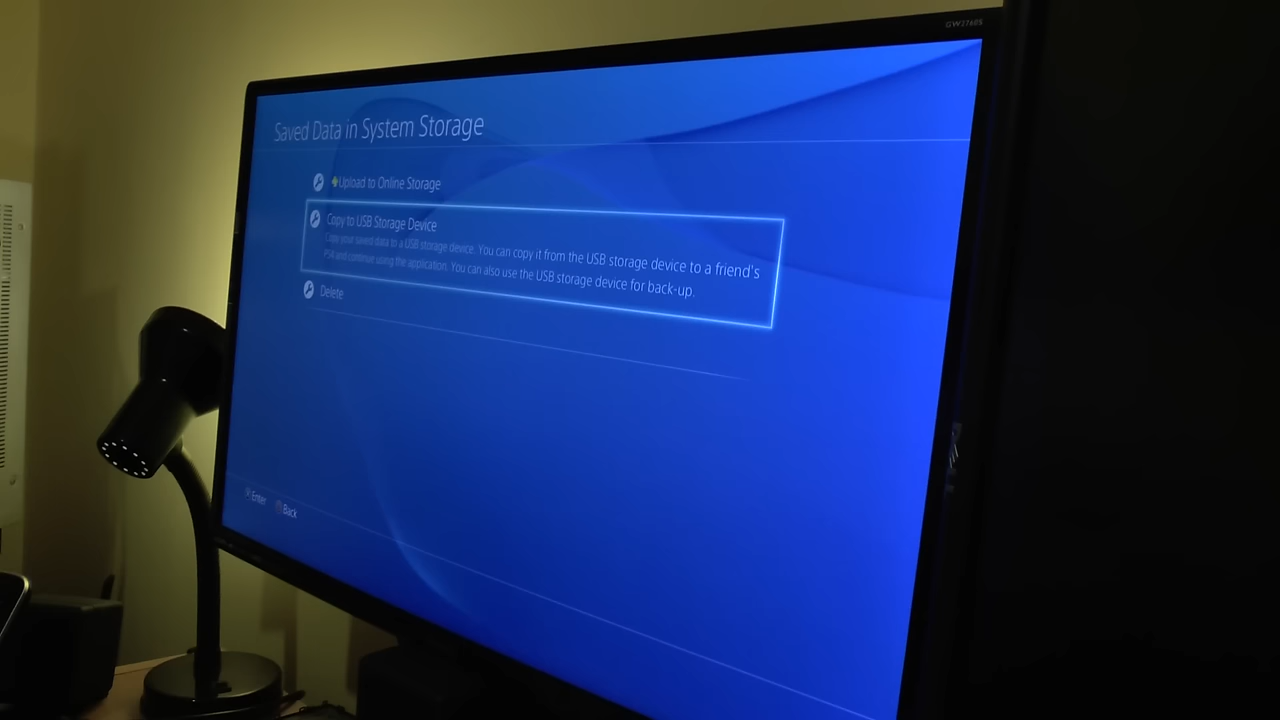 GW2760S
Saved Data in System Storage
Upload to Online Storage
Copy to USB Storage Device
Copy your saved data to a USB storage device. You can copy it from the USB storage device to a friend's
PS4 and continue using the application. You can also use the USB storage device for back-up.
Delete
Enter Back